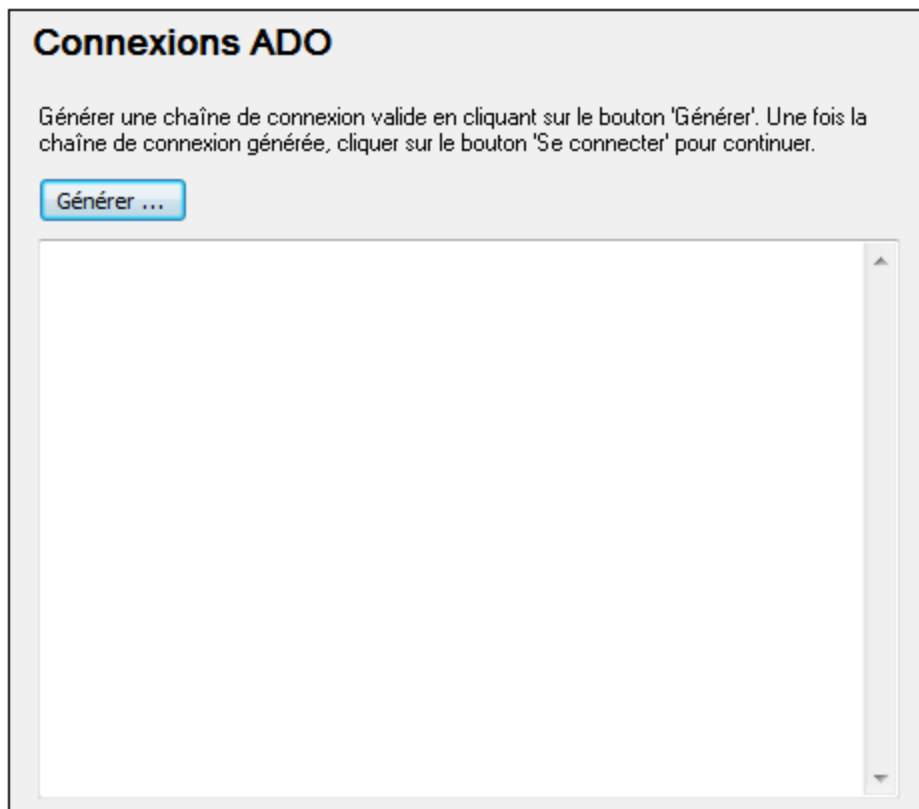 Connexions ADO
Générer une chaîne de connexion valide en cliquant sur le bouton 'Générer'. Une fois la
chaîne de connexion générée, cliquer sur le bouton 'Se connecter' pour continuer.
Générer ...